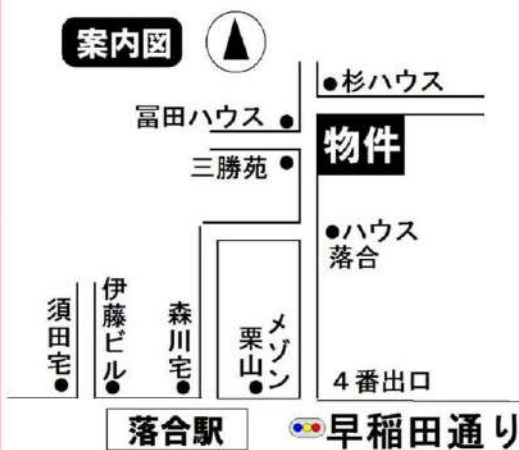 案内図
杉ハウス
冨田ハウス
物件
三勝苑
ハウス
落合
須田宅
伊藤ビル
森川宅
メゾン
栗山
4番出口
落合駅
早稲田通り